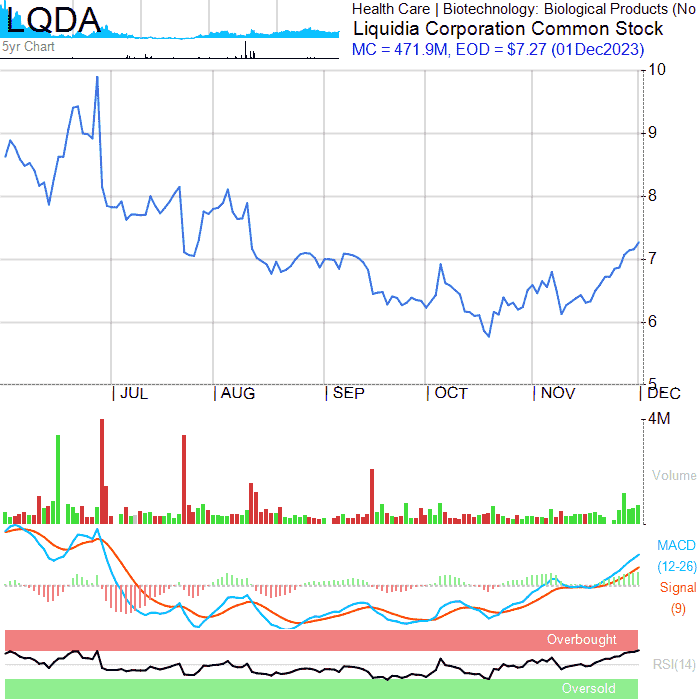 LQDA
5yr Chart
Health Care | Biotechnology: Biological Products (No
Liquidia Corporation Common Stock
MC = 471.9M, EOD = $7.27 (01Dec2023)
10
9
8
7
6
5
JUL AUG SEP OCT NOV DEC
4M
Volume
MACD
(12-26)
Signal
(9)
Overbought
RSI(14)
Oversold